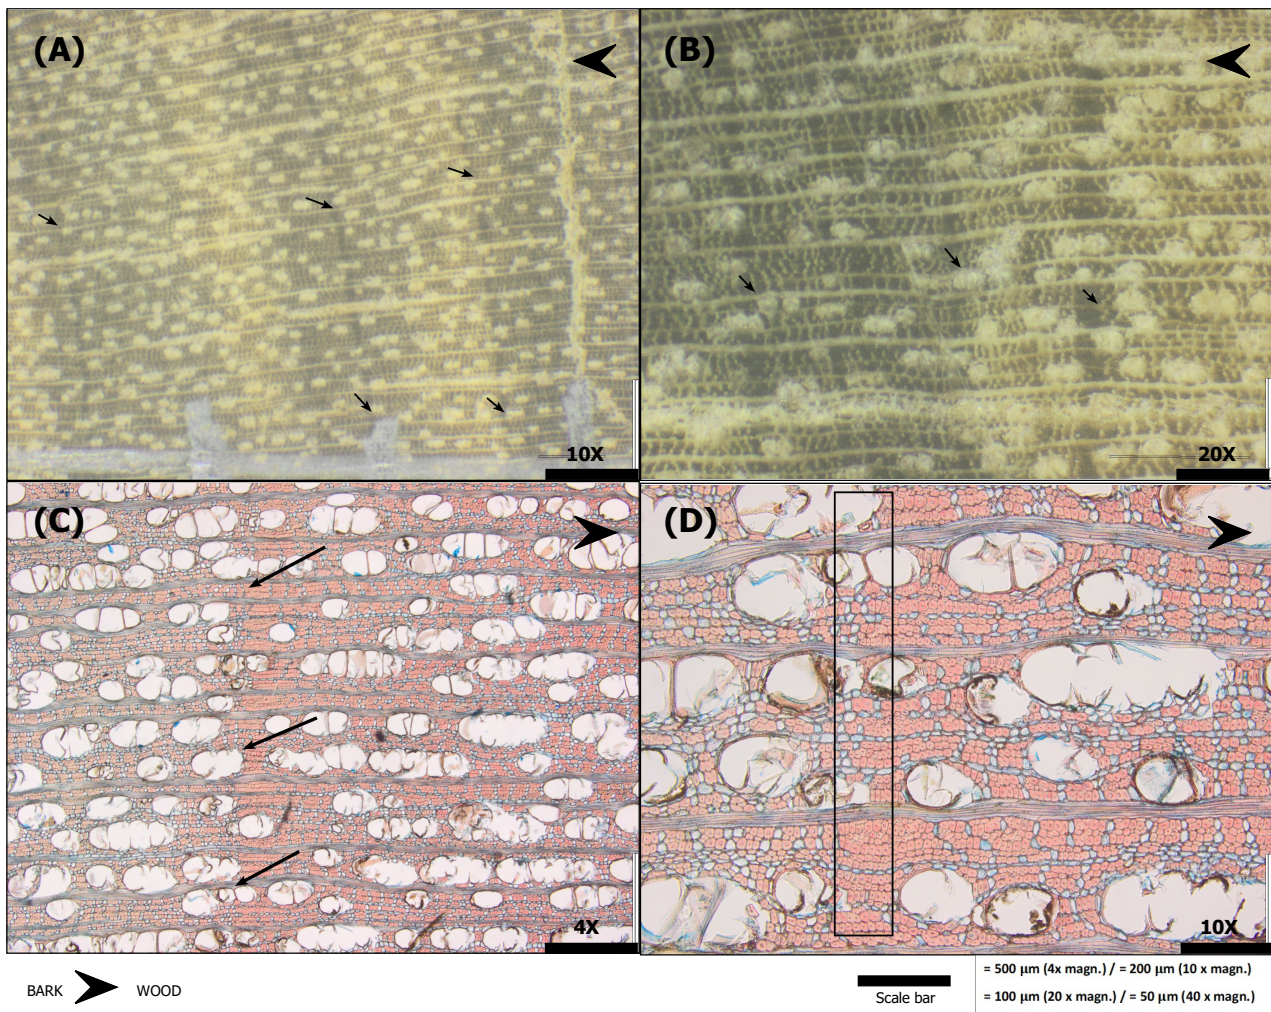 (A)
(B)
10X
20X
(C)
(D)
4X
10X
BARK WOOD
Scale bar
= 500 µm (4x magn.) / = 200 µm (10 x magn.)
= 100 µm (20 x magn.) / = 50 µm (40 x magn.)